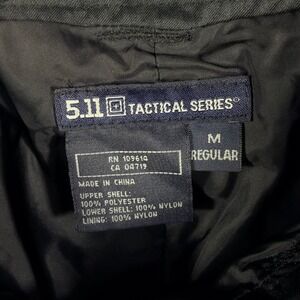 5.11 TACTICAL SERIES®
M
REGULAR
RN 109614
CA 04719
MADE IN CHINA
UPPER SHELL:
100% POLYESTER
LOWER SHELL: 100% NYLON
LINING: 100% NYLON